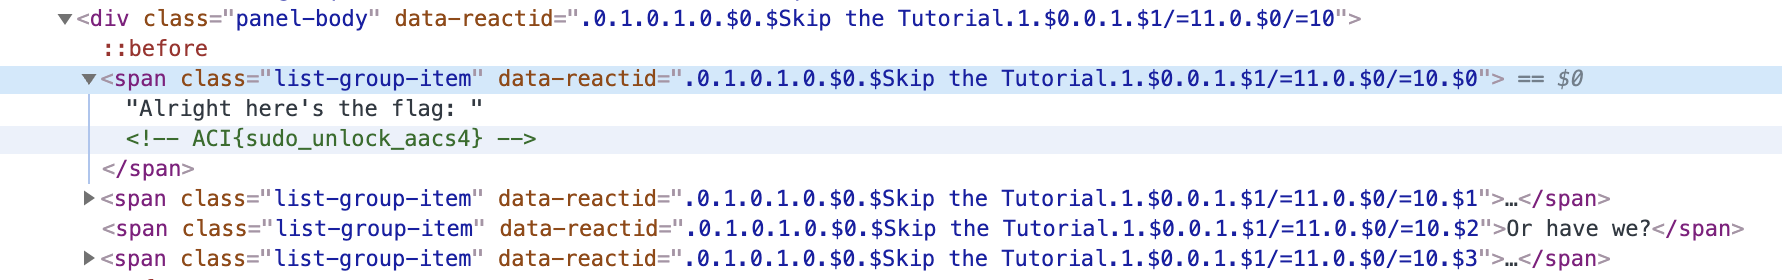 ▼<div class="panel-body" data-reactid=".0.1.0.1.0.$0.$Skip the Tutorial.1.$0.0.1.$1/=11.0.$0/=10">
::before
▼<span class="list-group-item" data-reactid=".0.1.0.1.0.$0.$Skip the Tutorial.1.$0.0.1.$1/=11.0.$0/=10.$0"> == $0
"Alright here's the flag: "
<!-- ACI{sudo_unlock_aacs4} -->
</span>
▶<span class="list-group-item" data-reactid=".0.1.0.1.0.$0.$Skip the Tutorial.1.$0.0.1.$1/=11.0.$0/=10.$1">…</span>
<span class="list-group-item" data-reactid=".0.1.0.1.0.$0.$Skip the Tutorial.1.$0.0.1.$1/=11.0.$0/=10.$2">Or have we?</span>
▶<span class="list-group-item" data-reactid=".0.1.0.1.0.$0.$Skip the Tutorial.1.$0.0.1.$1/=11.0.$0/=10.$3">…</span>